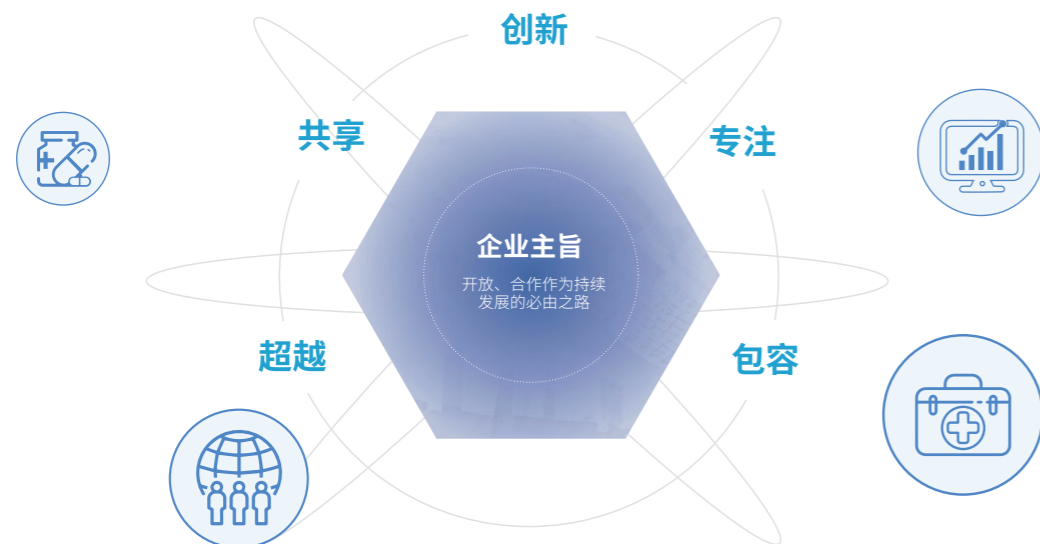 创新
共享
专注
企业主旨
开放、合作作为持续
发展的必由之路
超越
包容